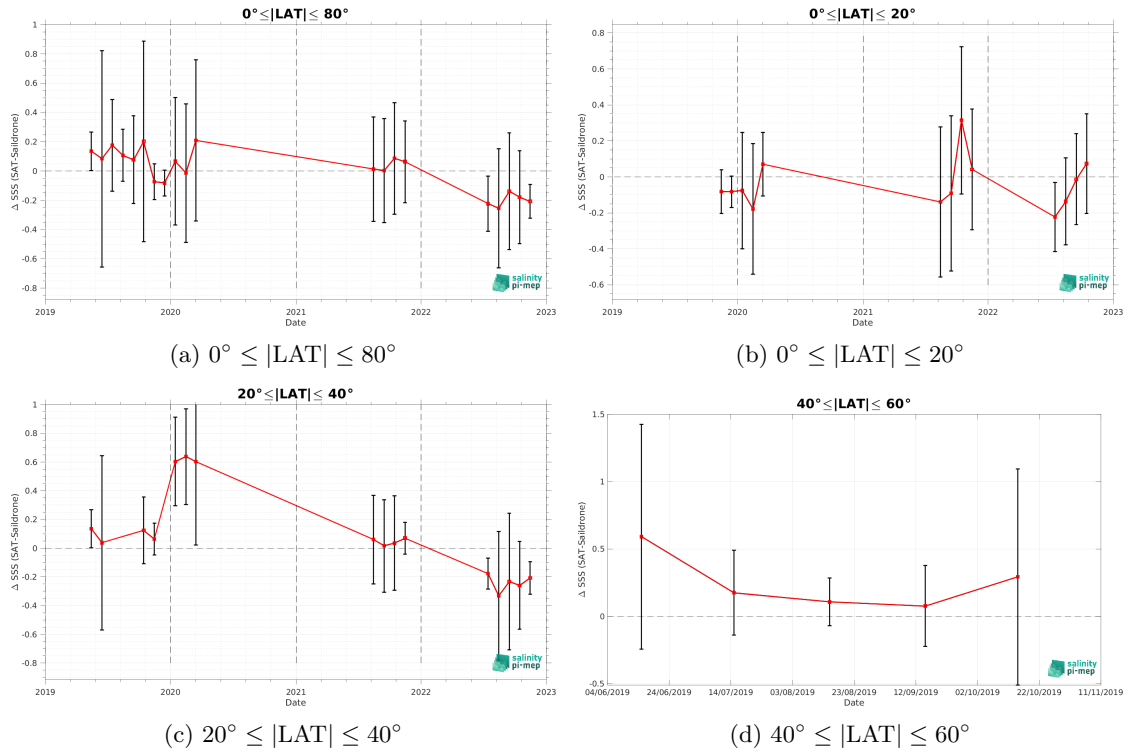 0°≤|LAT|≤ 80°
Δ SSS (SAT-Saildrone)
1
0.8
0.6
0.4
0.2
0
-0.2
-0.4
-0.6
-0.8
2019 2020 2021 2022 2023
Date
salinity
pi-mep
(a) 0° ≤ |LAT| ≤ 80°
0°≤|LAT|≤ 20°
Δ SSS (SAT-Saildrone)
0.8
0.6
0.4
0.2
0
-0.2
-0.4
-0.6
2019 2020 2021 2022 2023
Date
salinity
pi-mep
(b) 0° ≤ |LAT| ≤ 20°
20°≤|LAT|≤ 40°
Δ SSS (SAT-Saildrone)
1
0.8
0.6
0.4
0.2
0
-0.2
-0.4
-0.6
-0.8
2019 2020 2021 2022 2023
Date
salinity
pi-mep
(c) 20° ≤ |LAT| ≤ 40°
40°≤|LAT|≤ 60°
Δ SSS (SAT-Saildrone)
1.5
1
0.5
0
-0.5
04/06/2019 24/06/2019 14/07/2019 03/08/2019 23/08/2019 12/09/2019 02/10/2019 22/10/2019 11/11/2019
Date
salinity
pi-mep
(d) 40° ≤ |LAT| ≤ 60°